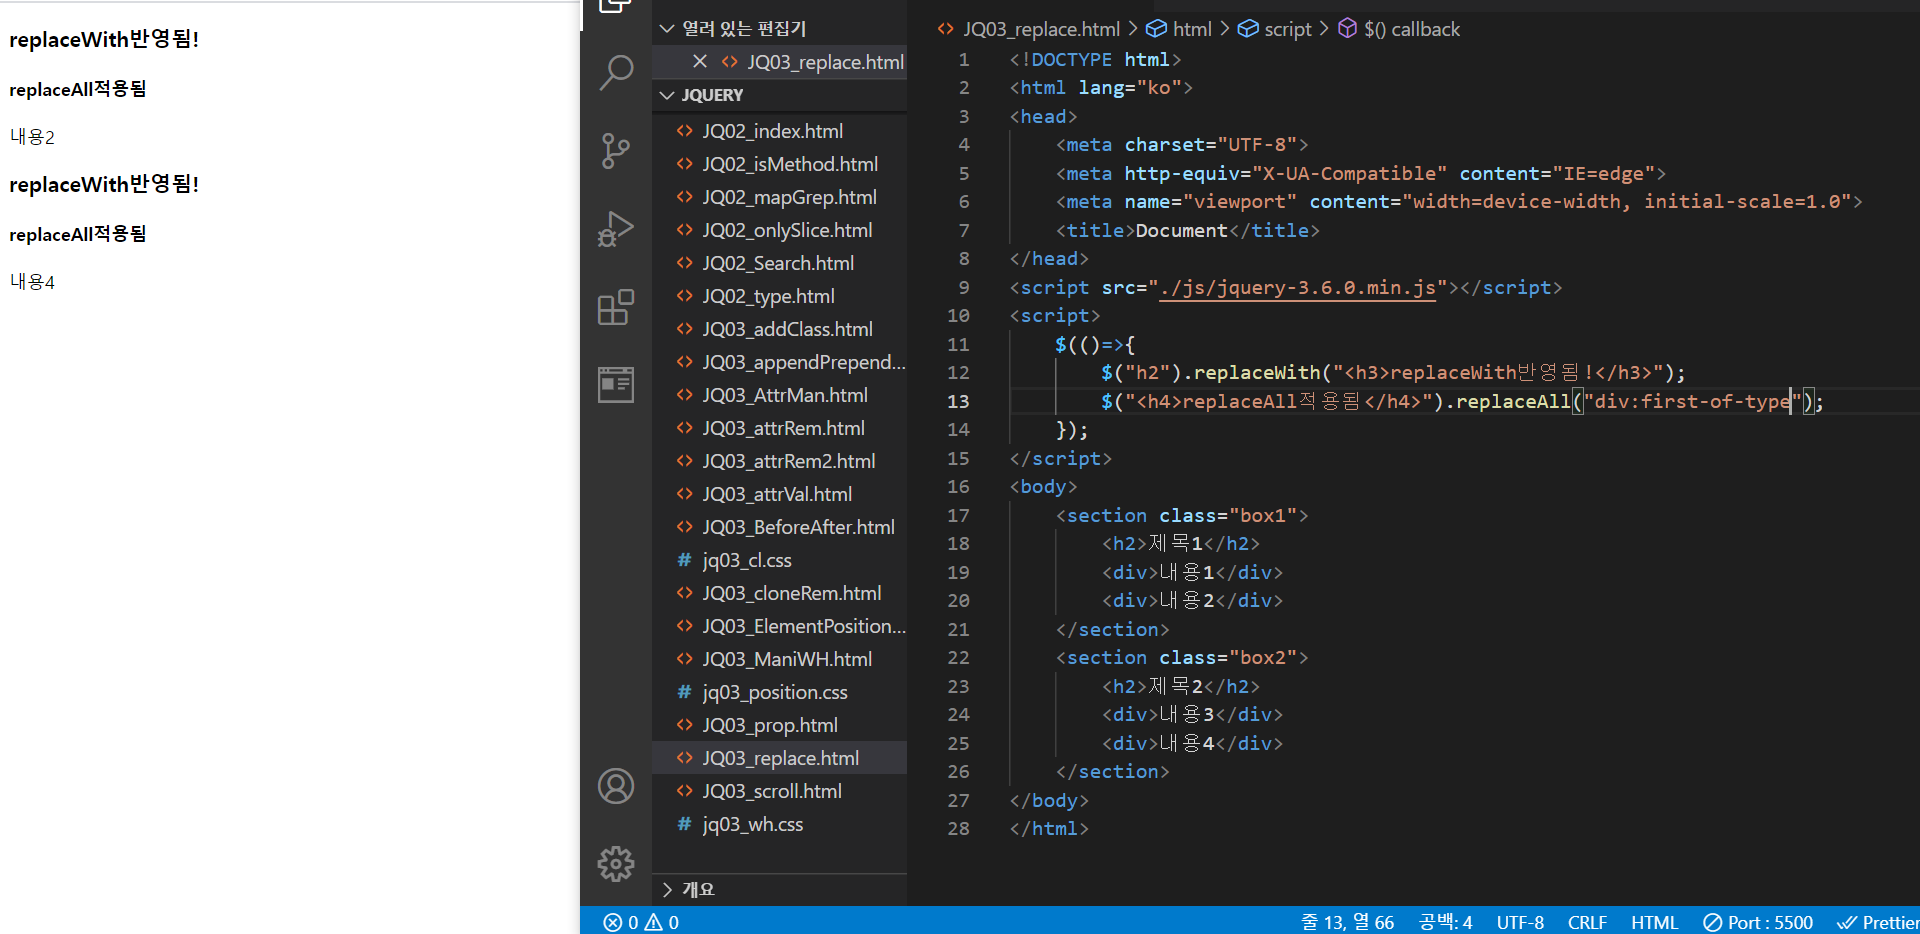 replaceWith반영됨!
replaceAll적용됨
내용2
replaceWith반영됨!
replaceAll적용됨
내용4
열려 있는 편집기
JQ03_replace.html
JQUERY
JQ02_index.html
JQ02_isMethod.html
JQ02_mapGrep.html
JQ02_onlySlice.html
JQ02_Search.html
JQ02_type.html
JQ03_addClass.html
JQ03_appendPrepend...
JQ03_AttrMan.html
JQ03_attrRem.html
JQ03_attrRem2.html
JQ03_attrVal.html
JQ03_BeforeAfter.html
# jq03_cl.css
JQ03_cloneRem.html
JQ03_ElementPosition...
JQ03_ManiWH.html
# jq03_position.css
JQ03_prop.html
JQ03_replace.html
JQ03_scroll.html
# jq03_wh.css
개요
JQ03_replace.html > html > script > $() callback
1 <!DOCTYPE html>
2 <html lang="ko">
3 <head>
4 <meta charset="UTF-8">
5 <meta http-equiv="X-UA-Compatible" content="IE=edge">
6 <meta name="viewport" content="width=device-width, initial-scale=1.0">
7 <title>Document</title>
8 </head>
9 <script src="./js/jquery-3.6.0.min.js"></script>
10 <script>
11 $(()=>{
12 $("h2").replaceWith("<h3>replaceWith반영됨!</h3>");
13 $("<h4>replaceAll적용됨</h4>").replaceAll("div:first-of-type");
14 });
15 </script>
16 <body>
17 <section class="box1">
18 <h2>제목1</h2>
19 <div>내용1</div>
20 <div>내용2</div>
21 </section>
22 <section class="box2">
23 <h2>제목2</h2>
24 <div>내용3</div>
25 <div>내용4</div>
26 </section>
27 </body>
28 </html>
0 0 줄 13, 열 66 공백: 4 UTF-8 CRLF HTML Port : 5500 Prettier